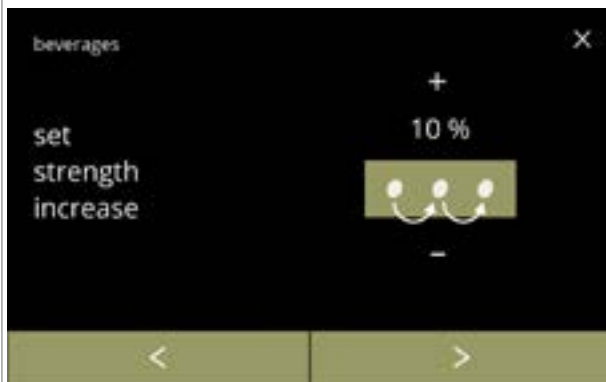 beverages
×
+
10 %
set
strength
increase
-
<
>